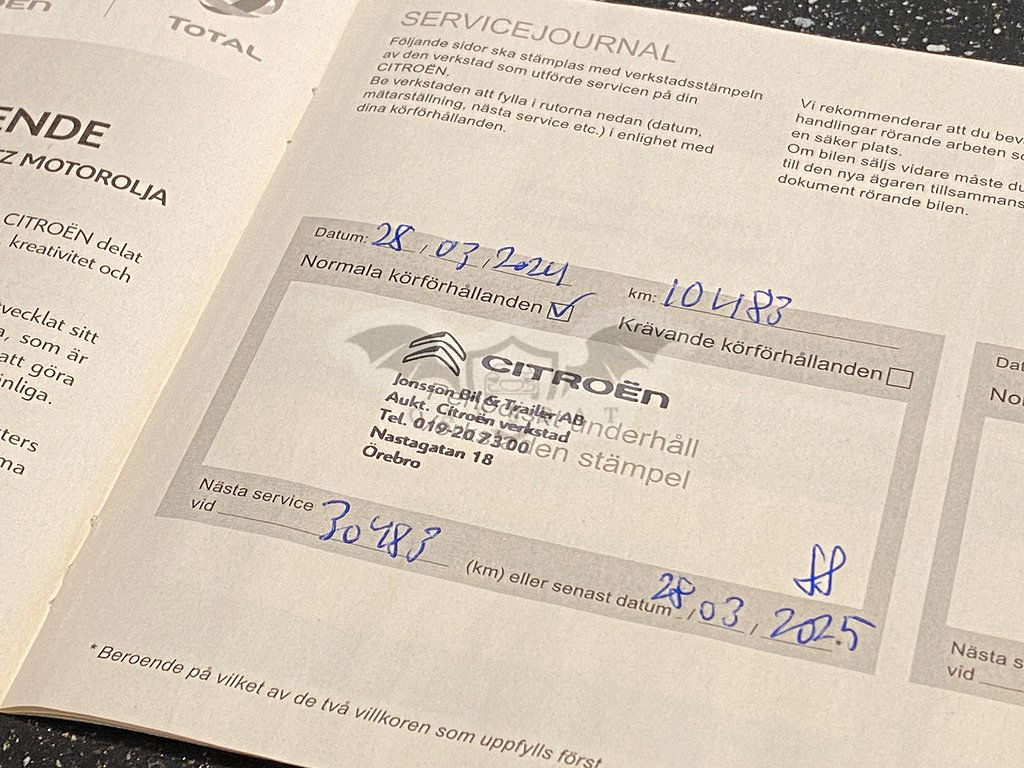 TOTAL
ENDE
TZ MOTOROLJA
CITROËN delat
kreativitet och
vecklat sitt
som är
att göra
SERVICEJOURNAL
Följande sidor ska stämplas med verkstadsstämpeln
av den verkstad som utförde servicen på din
CITROËN.
Be verkstaden att fylla i rutorna nedan (datum,
mätarställning, nästa service etc.) i enlighet med
dina körförhållanden.
Vi rekommenderar att du bev
handlingar rörande arbeten so
en säker plats.
Om bilen säljs vidare måste du
till den nya ägaren tillsammans
dokument rörande bilen.
Datum: 28 / 03 / 2024 km: 10483
Normala körförhållanden ☑ Krävande körförhållanden ☐
CITROËN
Jonsson Bil & Trailer AB
Aukt. Citroën verkstad
Tel. 019-20 73 00
Nastagatan 18
Örebro
Periodiskt underhåll
stämpel
Nästa service
vid 30483 (km) eller senast datum 28 / 03 / 2025
*Beroende på vilket av de två villkoren som uppfylls först.
Dat
Nor
Nästa s
vid